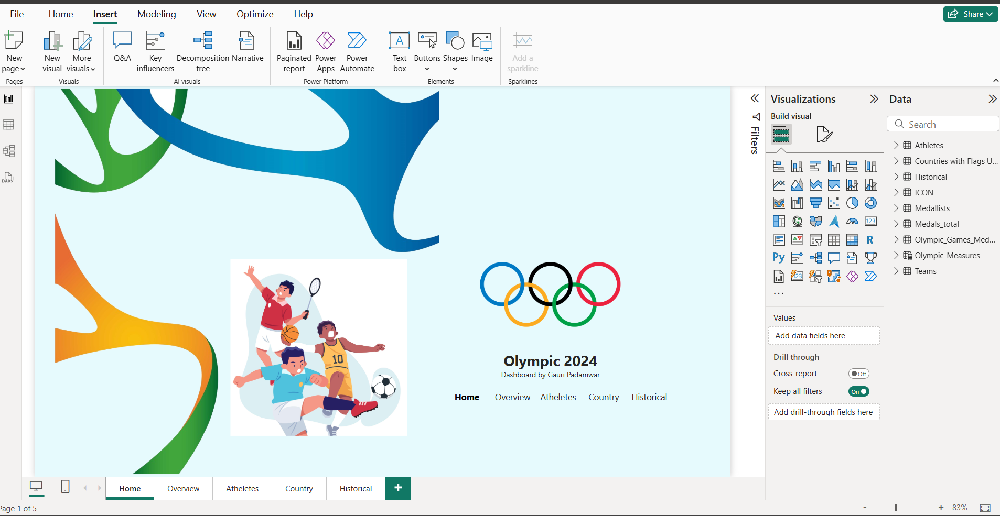 File Home Insert Modeling View Optimize Help Share
New page
New visual
More visuals
Q&A
Key influencers
Decomposition tree
Narrative
Paginated report
Power Apps
Power Automate
Text box
Buttons
Shapes
Image
Add a sparkline
Pages Visuals AI visuals Power Platform Elements Sparklines
DAX
10
Olympic 2024
Dashboard by Gauri Padamwar
Home Overview Atheletes Country Historical
Filters
Visualizations
Build visual
123
R
Py
123
...
Values
Add data fields here
Drill through
Cross-report Off
Keep all filters On
Add drill-through fields here
Data
Search
Athletes
Countries with Flags U...
Historical
ICON
Medallists
Medals_total
Olympic_Games_Med...
Olympic_Measures
Teams
Home Overview Atheletes Country Historical +
Page 1 of 5
- + 83%